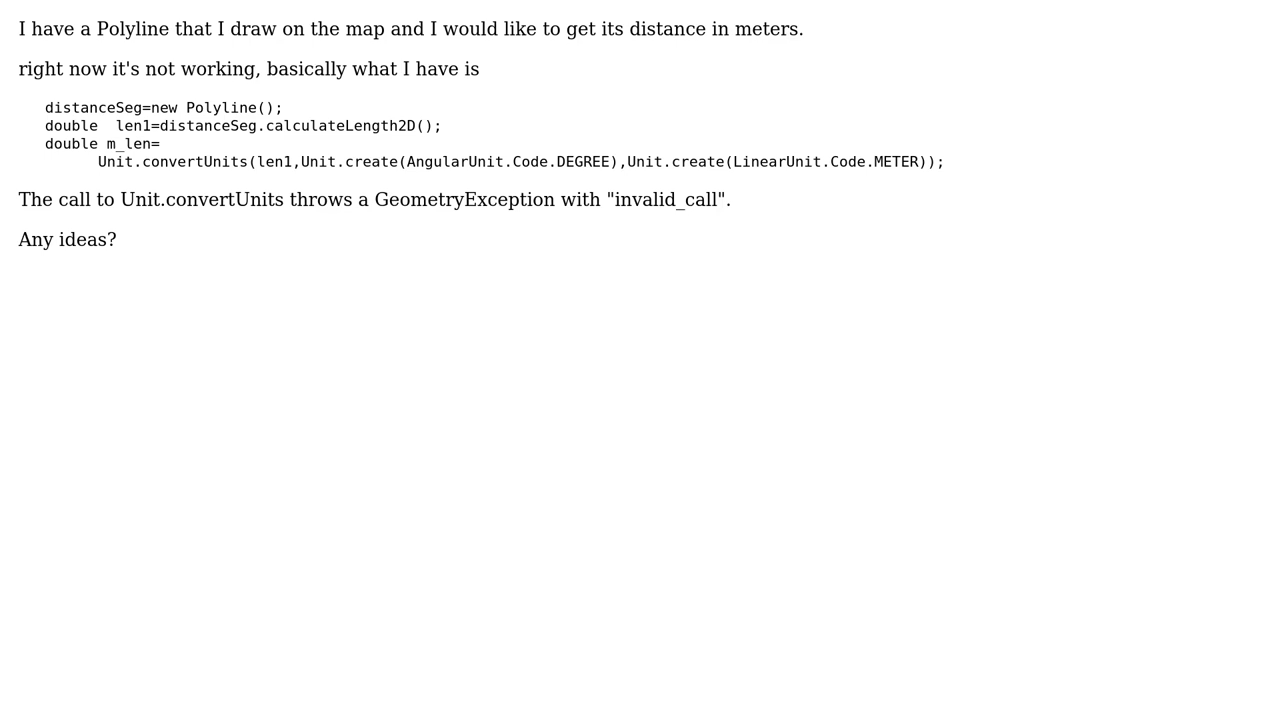 I have a Polyline that I draw on the map and I would like to get its distance in meters.
right now it's not working, basically what I have is
distanceSeg=new Polyline();
double  len1=distanceSeg.calculateLength2D();
double m_len=
Unit.convertUnits(len1,Unit.create(AngularUnit.Code.DEGREE),Unit.create(LinearUnit.Code.METER));
The call to Unit.convertUnits throws a GeometryException with "invalid_call".
Any ideas?